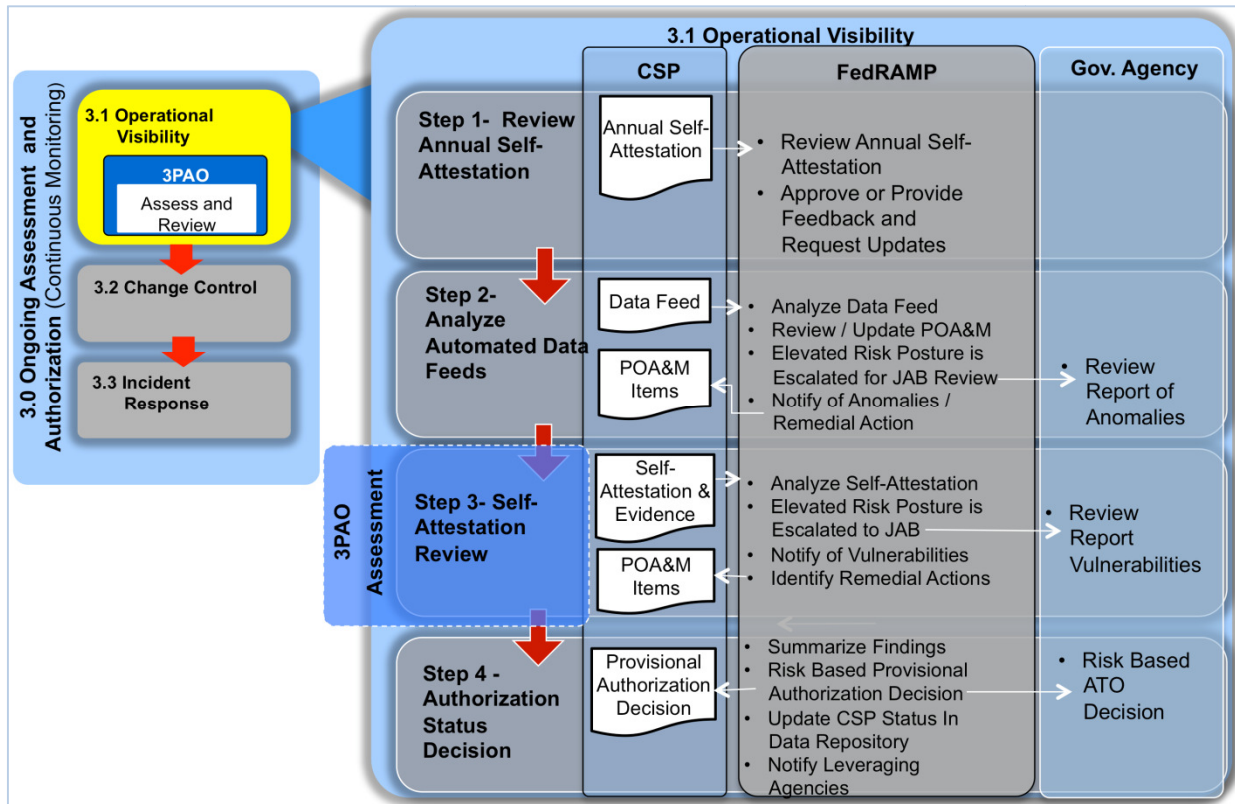 3.0 Ongoing Assessment and
Authorization (Continuous Monitoring)
3.1 Operational
Visibility
3PAO
Assess and
Review
3.2 Change Control
3.3 Incident
Response
3.1 Operational Visibility
CSP
FedRAMP
Gov. Agency
Step 1- Review
Annual Self-
Attestation
Annual Self-
Attestation
• Review Annual Self-
Attestation
• Approve or Provide
Feedback and
Request Updates
Step 2-
Analyze
Automated Data
Feeds
Data Feed
POA&M
Items
• Analyze Data Feed
• Review / Update POA&M
• Elevated Risk Posture is
Escalated for JAB Review
• Notify of Anomalies /
Remedial Action
• Review
Report of
Anomalies
3PAO
Assessment
Step 3- Self-
Attestation
Review
Self-
Attestation &
Evidence
POA&M
Items
• Analyze Self-Attestation
• Elevated Risk Posture is
Escalated to JAB
• Notify of Vulnerabilities
• Identify Remedial Actions
• Review
Report
Vulnerabilities
Step 4 -
Authorization
Status
Decision
Provisional
Authorization
Decision
• Summarize Findings
• Risk Based Provisional
Authorization Decision
• Update CSP Status In
Data Repository
• Notify Leveraging
Agencies
• Risk Based
ATO
Decision